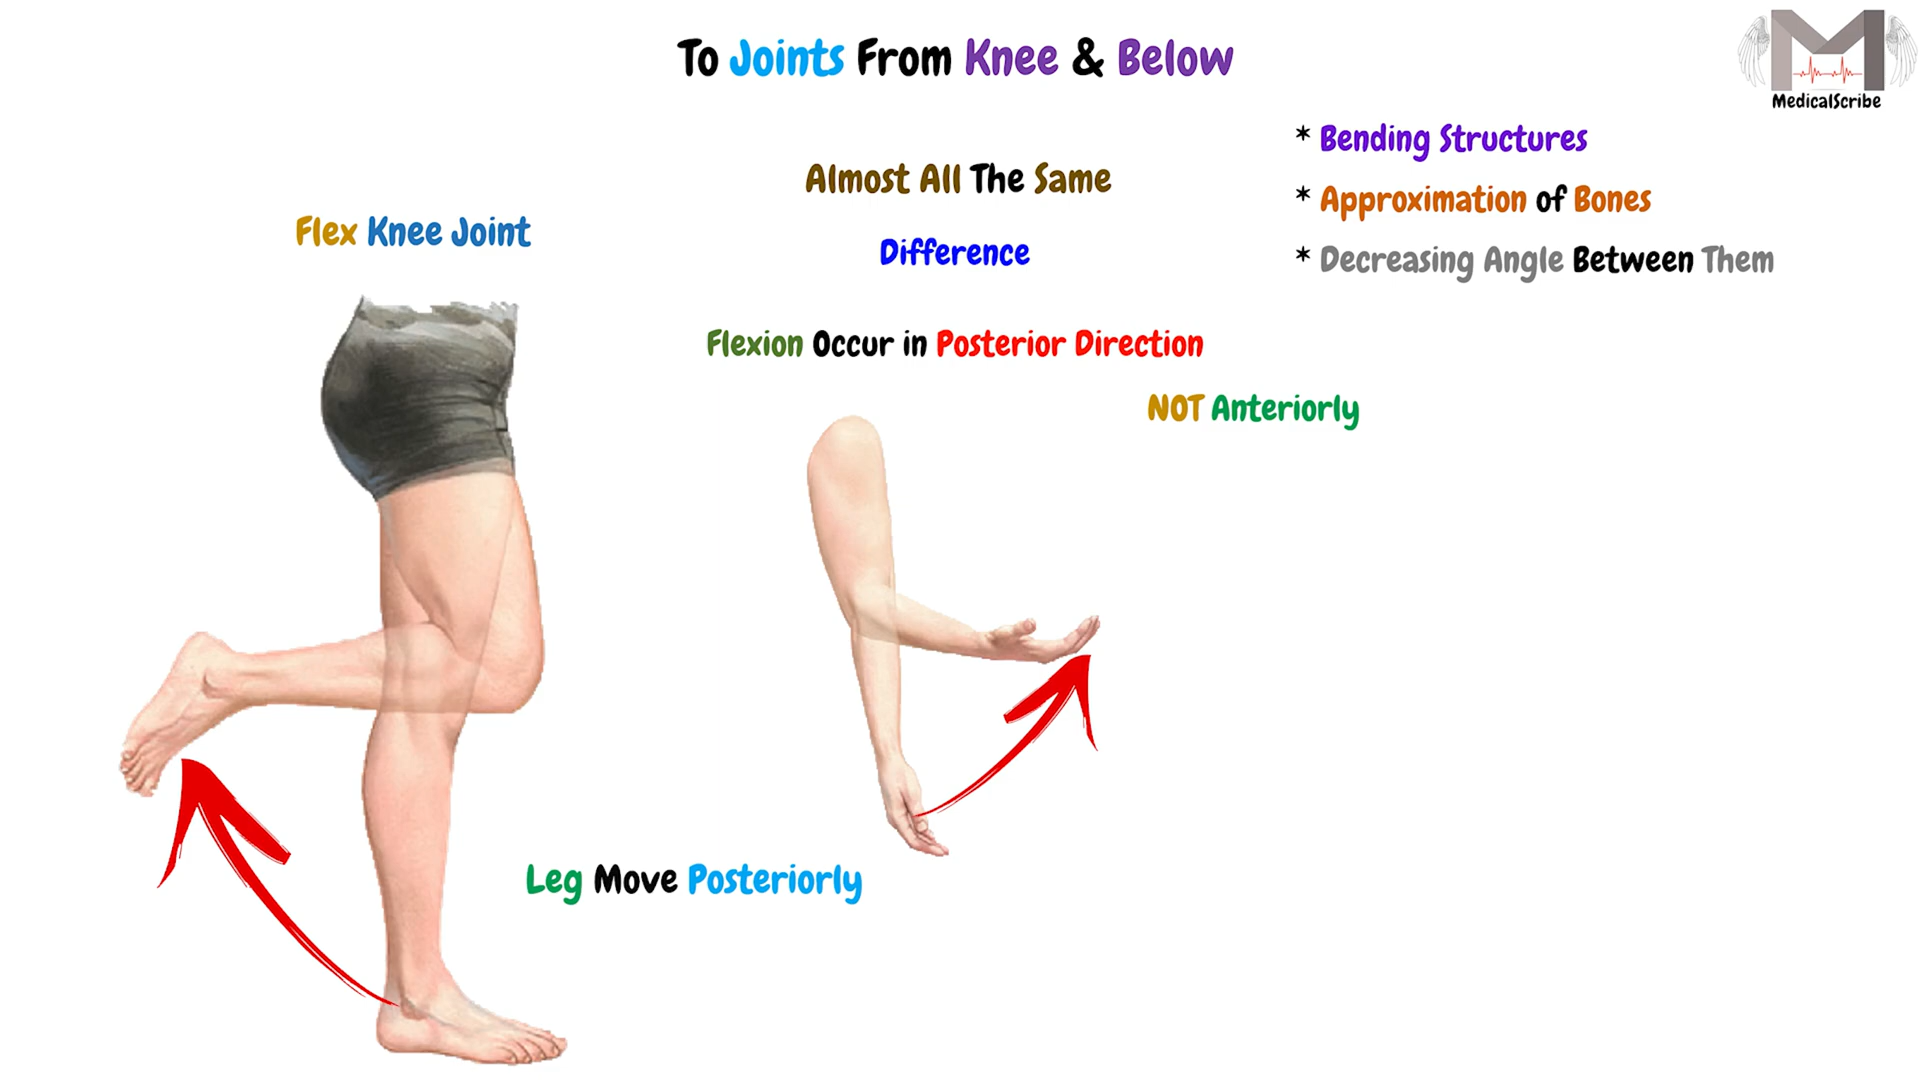 To Joints From Knee & Below
MedicalScribe
* Bending Structures
Almost All The Same
* Approximation of Bones
Flex Knee Joint
Difference
* Decreasing Angle Between Them
Flexion Occur in Posterior Direction
NOT Anteriorly
Leg Move Posteriorly